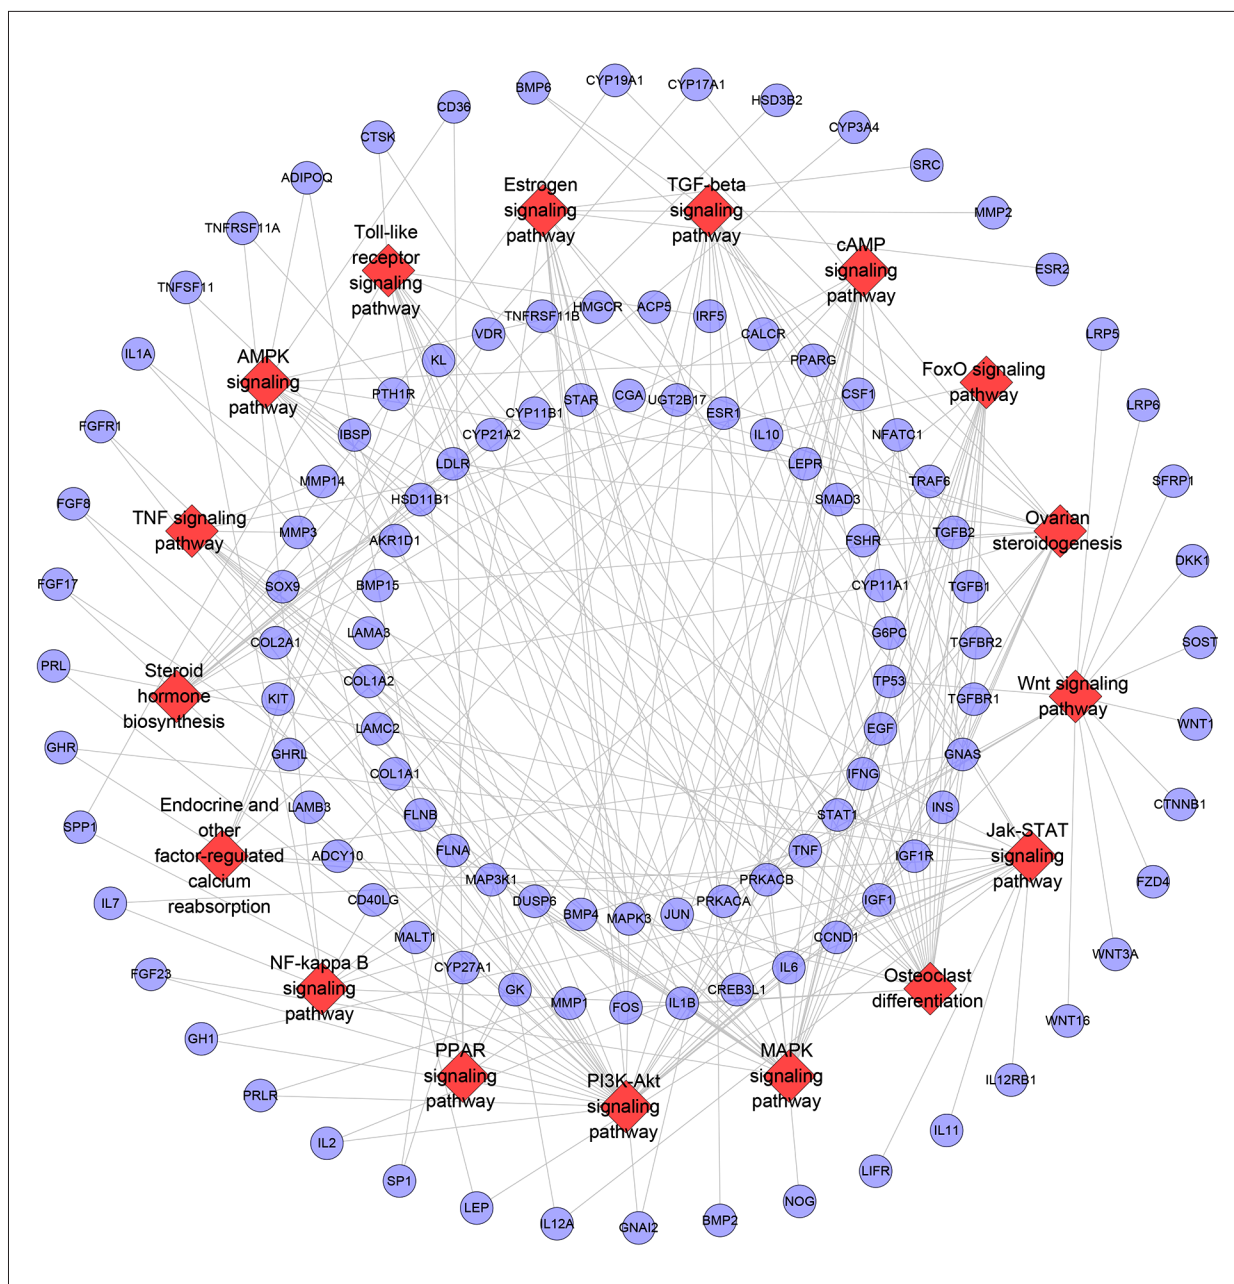 CYP19A1
CYP17A1
BMP6
HSD3B2
CD36
CYP3A4
CTSK
SRC
ADIPOQ
Estrogen
signaling
pathway
TGF-beta
signaling
pathway
MMP2
TNFRSF11A
Toll-like
receptor
signaling
pathway
cAMP
signaling
pathway
ESR2
TNFSF11
TNFRSF11B
HMGCR
ACP5
IRF5
VDR
CALCR
LRP5
IL1A
AMPK
signaling
pathway
KL
PPARG
FoxO signaling
pathway
PTH1R
CYP11B1
STAR
CGA
UGT2B17
ESR1
CSF1
LRP6
FGFR1
IBSP
CYP21A2
IL10
NFATC1
LDLR
LEPR
MMP14
TRAF6
SFRP1
FGF8
HSD11B1
SMAD3
TNF signaling
pathway
MMP3
AKR1D1
FSHR
TGFB2
Ovarian
steroidogenesis
DKK1
FGF17
SOX9
BMP15
CYP11A1
TGFB1
COL2A1
LAMA3
G6PC
TGFBR2
SOST
PRL
Steroid
hormone
biosynthesis
COL1A2
TP53
Wnt signaling
pathway
KIT
TGFBR1
WNT1
LAMC2
EGF
GHR
GHRL
COL1A1
IFNG
GNAS
SPP1
Endocrine and
other
factor-regulated
calcium
reabsorption
LAMB3
FLNB
STAT1
INS
CTNNB1
ADCY10
FLNA
TNF
IGF1R
Jak-STAT
signaling
pathway
MAP3K1
PRKACB
FZD4
IL7
CD40LG
DUSP6
BMP4
MAPK3
JUN
PRKACA
IGF1
MALT1
CCND1
WNT3A
FGF23
NF-kappa B
signaling
pathway
CYP27A1
IL6
Osteoclast
differentiation
GK
MMP1
FOS
IL1B
CREB3L1
WNT16
GH1
PPAR
signaling
pathway
PI3K-Akt
signaling
pathway
MAPK
signaling
pathway
IL12RB1
PRLR
IL2
IL11
SP1
LIFR
LEP
IL12A
GNAI2
BMP2
NOG